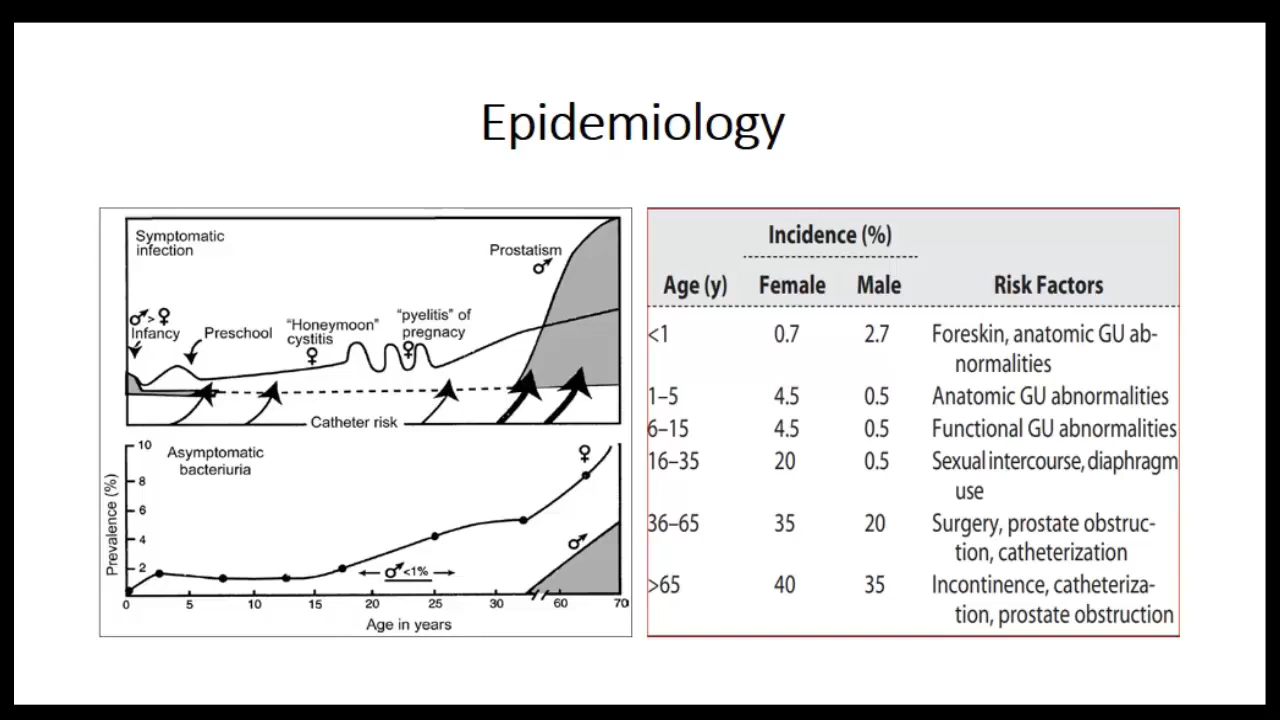 Epidemiology
Symptomatic
infection
Prostatism
♂
♂>♀
Infancy
Preschool
"Honeymoon"
cystitis
♀
"pyelitis" of
pregnacy
♀
Catheter risk
Asymptomatic
bacteriuria
Prevalence (%)
10
8
6
4
2
♀
♂
♂<1%
0 5 10 15 20 25 30 60 70
Age in years
Incidence (%)
Age (y) Female Male Risk Factors
<1 0.7 2.7 Foreskin, anatomic GU ab-
normalities
1–5 4.5 0.5 Anatomic GU abnormalities
6–15 4.5 0.5 Functional GU abnormalities
16–35 20 0.5 Sexual intercourse, diaphragm
use
36–65 35 20 Surgery, prostate obstruc-
tion, catheterization
>65 40 35 Incontinence, catheteriza-
tion, prostate obstruction